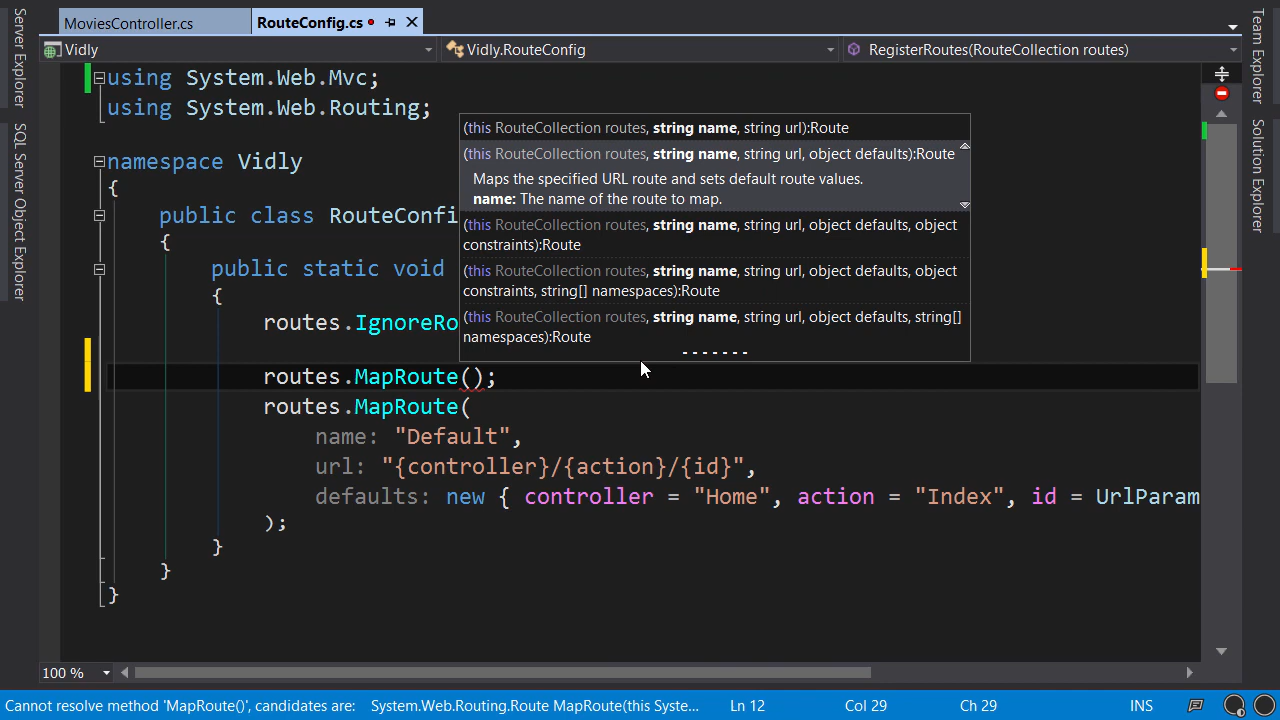 Server Explorer
SQL Server Object Explorer
MoviesController.cs
RouteConfig.cs
Vidly
Vidly.RouteConfig
RegisterRoutes(RouteCollection routes)
using System.Web.Mvc;
using System.Web.Routing;
namespace Vidly
{
public class RouteConfi
{
public static void
{
routes.IgnoreRo
(this RouteCollection routes, string name, string url):Route
(this RouteCollection routes, string name, string url, object defaults):Route
Maps the specified URL route and sets default route values.
name: The name of the route to map.
(this RouteCollection routes, string name, string url, object defaults, object
constraints):Route
(this RouteCollection routes, string name, string url, object defaults, object
constraints, string[] namespaces):Route
(this RouteCollection routes, string name, string url, object defaults, string[]
namespaces):Route
routes.MapRoute();
routes.MapRoute(
name: "Default",
url: "{controller}/{action}/{id}",
defaults: new { controller = "Home", action = "Index", id = UrlParam
);
}
}
}
Team Explorer
Solution Explorer
100 %
Cannot resolve method 'MapRoute()', candidates are: System.Web.Routing.Route MapRoute(this Syste...
Ln 12
Col 29
Ch 29
INS